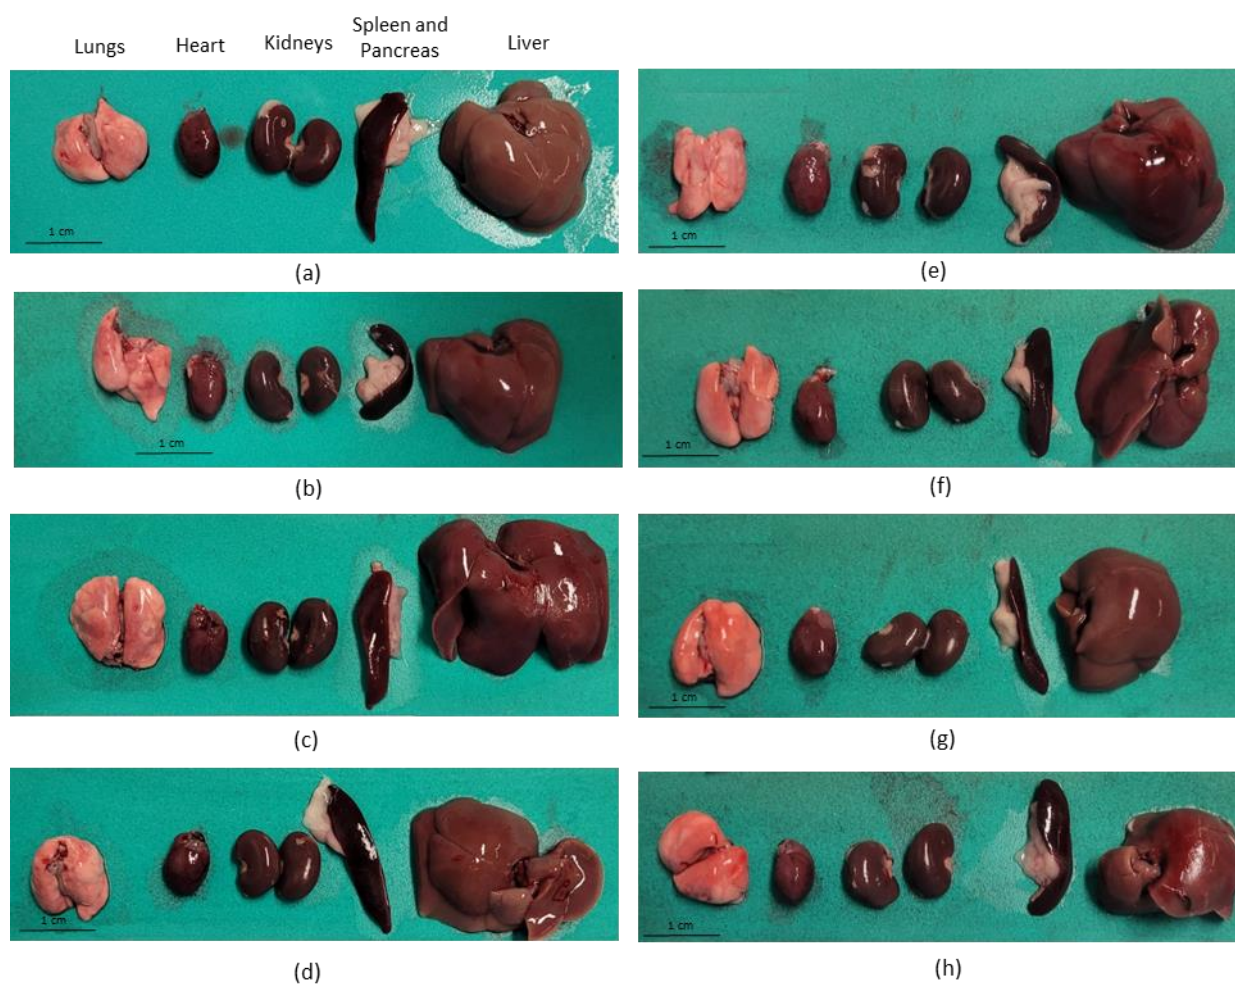 Lungs
Heart
Kidneys
Spleen and
Pancreas
Liver
1 cm
(a)
1 cm
(e)
1 cm
(b)
1 cm
(f)
(c)
1 cm
(g)
1 cm
(d)
1 cm
(h)